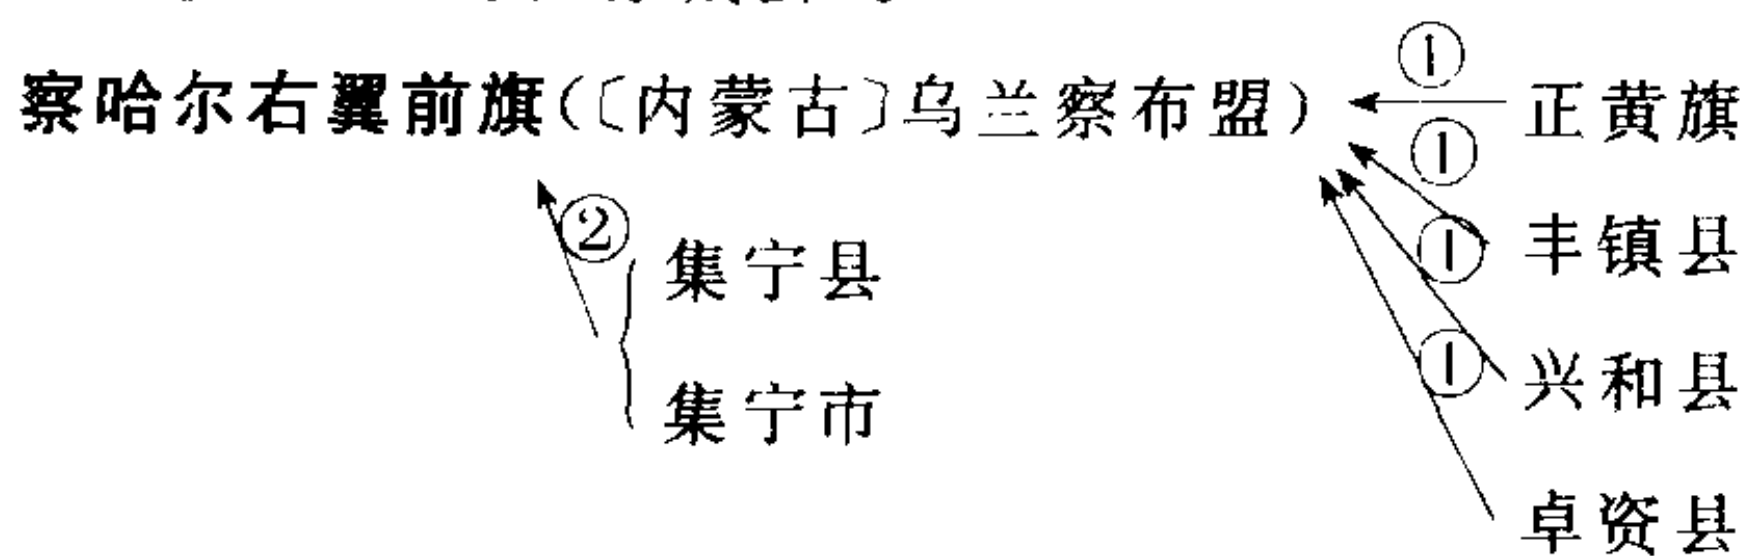 ①
察哈尔右翼前旗(〔内蒙古〕乌兰察布盟) 正黄旗
①
② ① 丰镇县
集宁县
① 兴和县
集宁市
卓资县